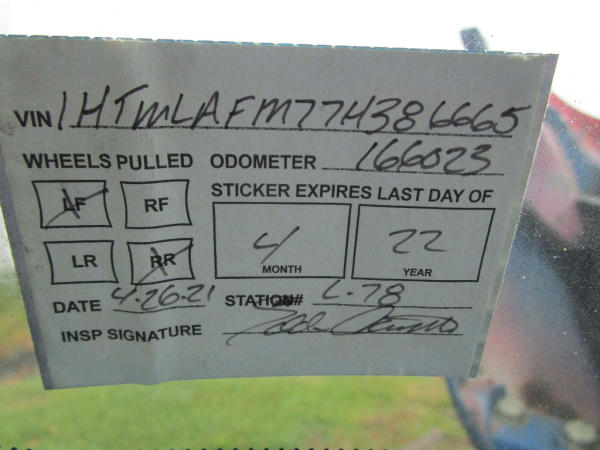 VIN 1HTMLAFM77H386665
WHEELS PULLED ODOMETER 166023
STICKER EXPIRES LAST DAY OF
LF RF
4 22
LR RR
MONTH YEAR
DATE 4-26-21 STATION# L-78
INSP SIGNATURE